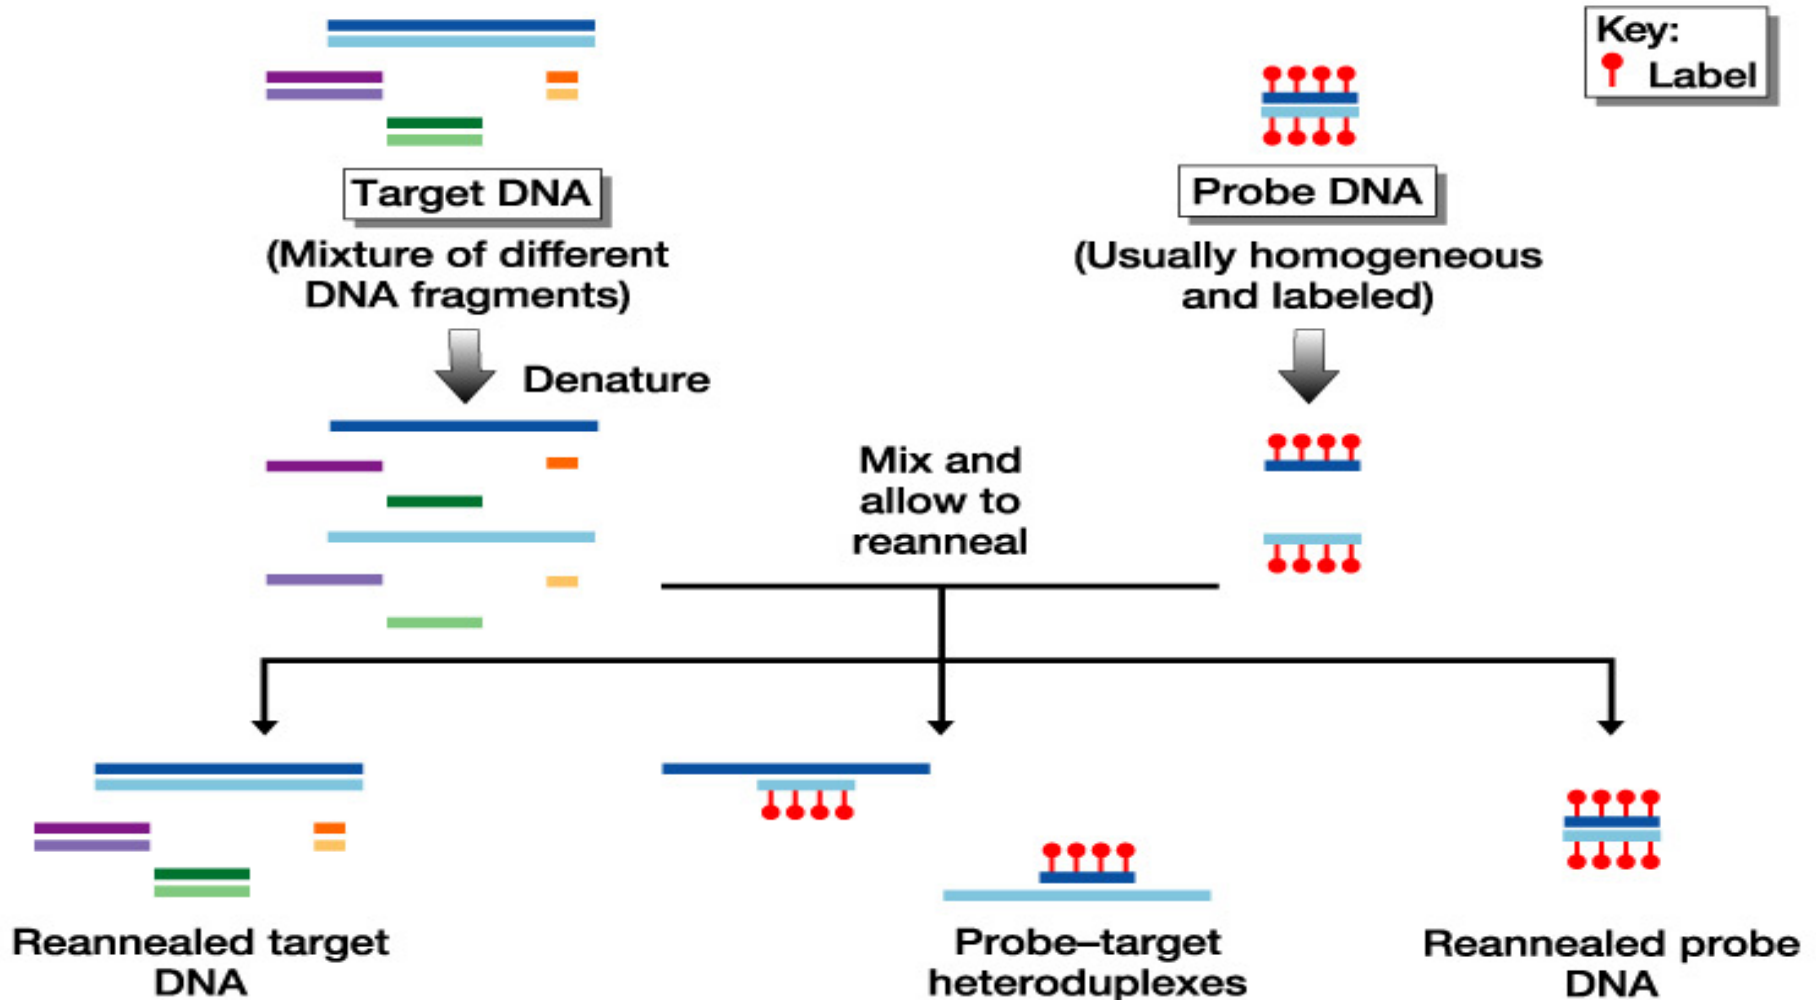 Key:
Label
Target DNA
(Mixture of different
DNA fragments)
Probe DNA
(Usually homogeneous
and labeled)
Denature
Mix and
allow to
reanneal
Reannealed target
DNA
Probe–target
heteroduplexes
Reannealed probe
DNA